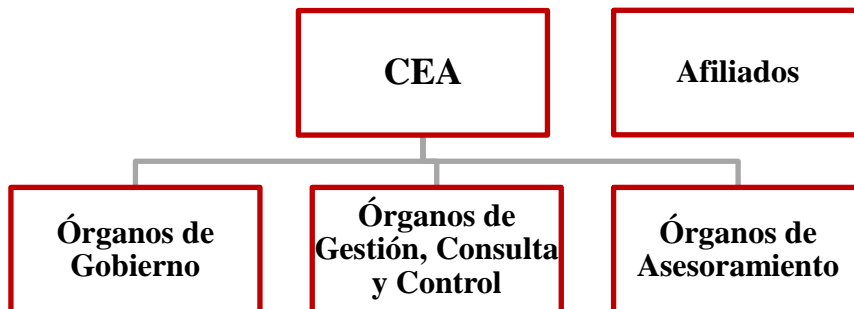 CEA
Afiliados
Órganos de
Gobierno
Órganos de
Gestión, Consulta
y Control
Órganos de
Asesoramiento